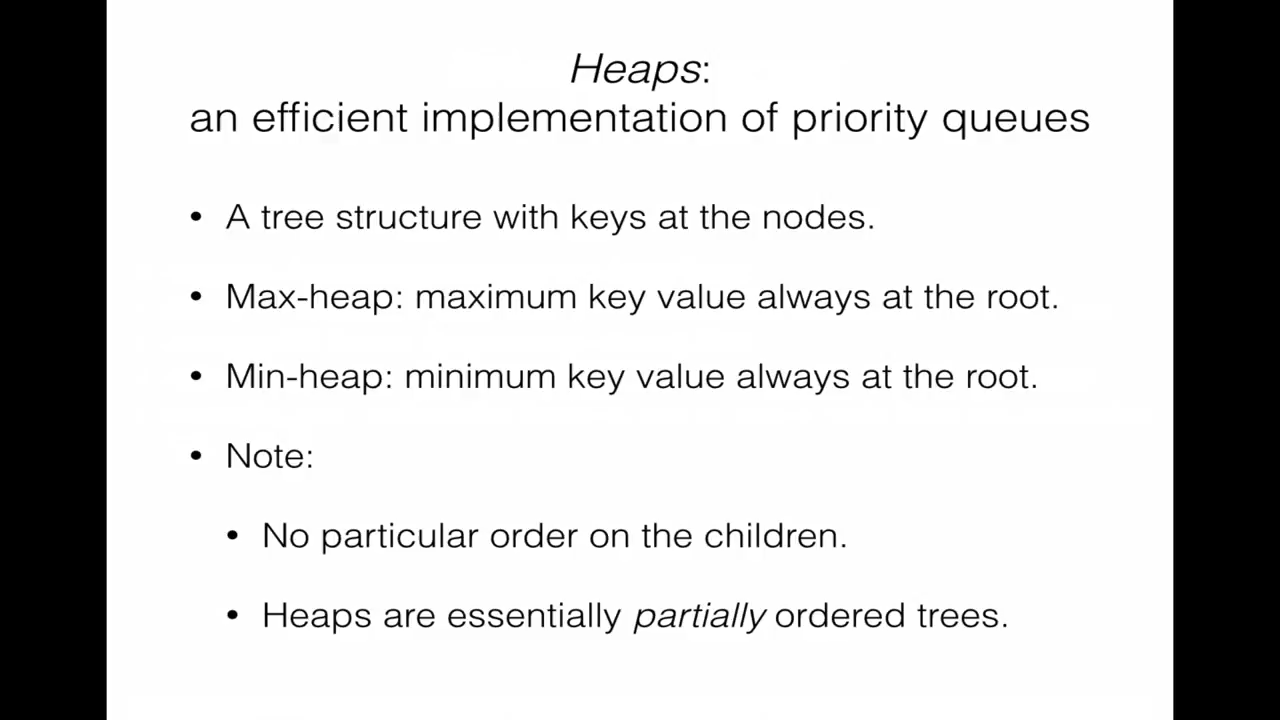 Heaps:
an efficient implementation of priority queues
• A tree structure with keys at the nodes.
• Max-heap: maximum key value always at the root.
• Min-heap: minimum key value always at the root.
• Note:
• No particular order on the children.
• Heaps are essentially partially ordered trees.